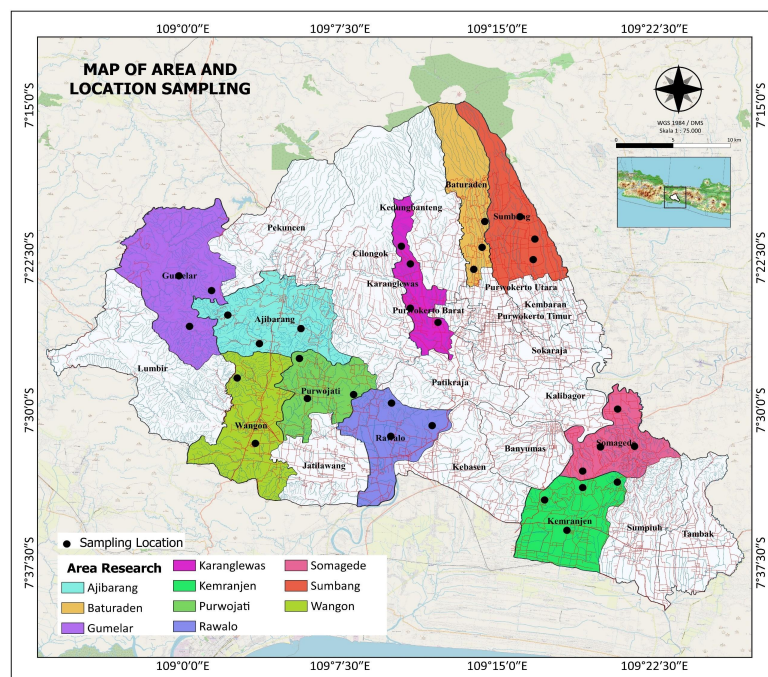 109°0′0″E 109°7′30″E 109°15′0″E 109°22′30″E
MAP OF AREA AND
LOCATION SAMPLING
WGS 1984 / DMS
Skala 1 : 75.000
0 5 10 km
7°15′0″S 7°15′0″S
7°22′30″S 7°22′30″S
7°30′0″S 7°30′0″S
7°37′30″S 7°37′30″S
Baturaden
Kedungbanteng
Sumbang
Pekuncen
Cilongok
Gumelar
Karanglewas
Purwokerto Utara
Kembaran
Purwokerto Barat
Purwokerto Timur
Ajibarang
Sokaraja
Lumbir
Patikraja
Purwojati
Kalibagor
Wangon
Rawalo
Somagede
Banyumas
Jatilawang
Kebasen
Kemranjen
Sumpiuh
Tambak
Sampling Location
Area Research
Ajibarang
Baturaden
Gumelar
Karanglewas
Kemranjen
Purwojati
Rawalo
Somagede
Sumbang
Wangon
109°0′0″E 109°7′30″E 109°15′0″E 109°22′30″E